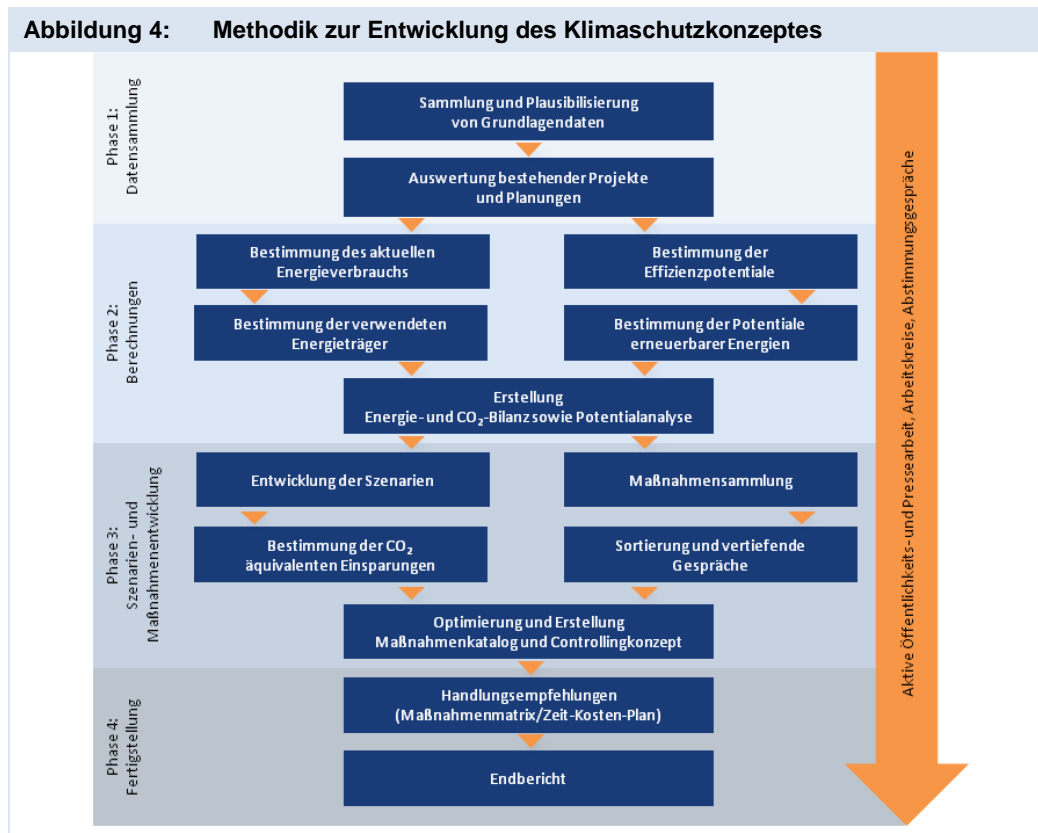 Abbildung 4: Methodik zur Entwicklung des Klimaschutzkonzeptes
Phase 1:
Datensammlung
Sammlung und Plausibilisierung
von Grundlagendaten
Auswertung bestehender Projekte
und Planungen
Phase 2:
Berechnungen
Bestimmung des aktuellen
Energieverbrauchs
Bestimmung der
Effizienzpotentiale
Bestimmung der verwendeten
Energieträger
Bestimmung der Potentiale
erneuerbarer Energien
Erstellung
Energie- und CO₂-Bilanz sowie Potentialanalyse
Phase 3:
Szenarien- und
Maßnahmenentwicklung
Entwicklung der Szenarien
Maßnahmensammlung
Bestimmung der CO₂
äquivalenten Einsparungen
Sortierung und vertiefende
Gespräche
Optimierung und Erstellung
Maßnahmenkatalog und Controllingkonzept
Phase 4:
Fertigstellung
Handlungsempfehlungen
(Maßnahmenmatrix/Zeit-Kosten-Plan)
Endbericht
Aktive Öffentlichkeits- und Pressearbeit, Arbeitskreise, Abstimmungsgespräche